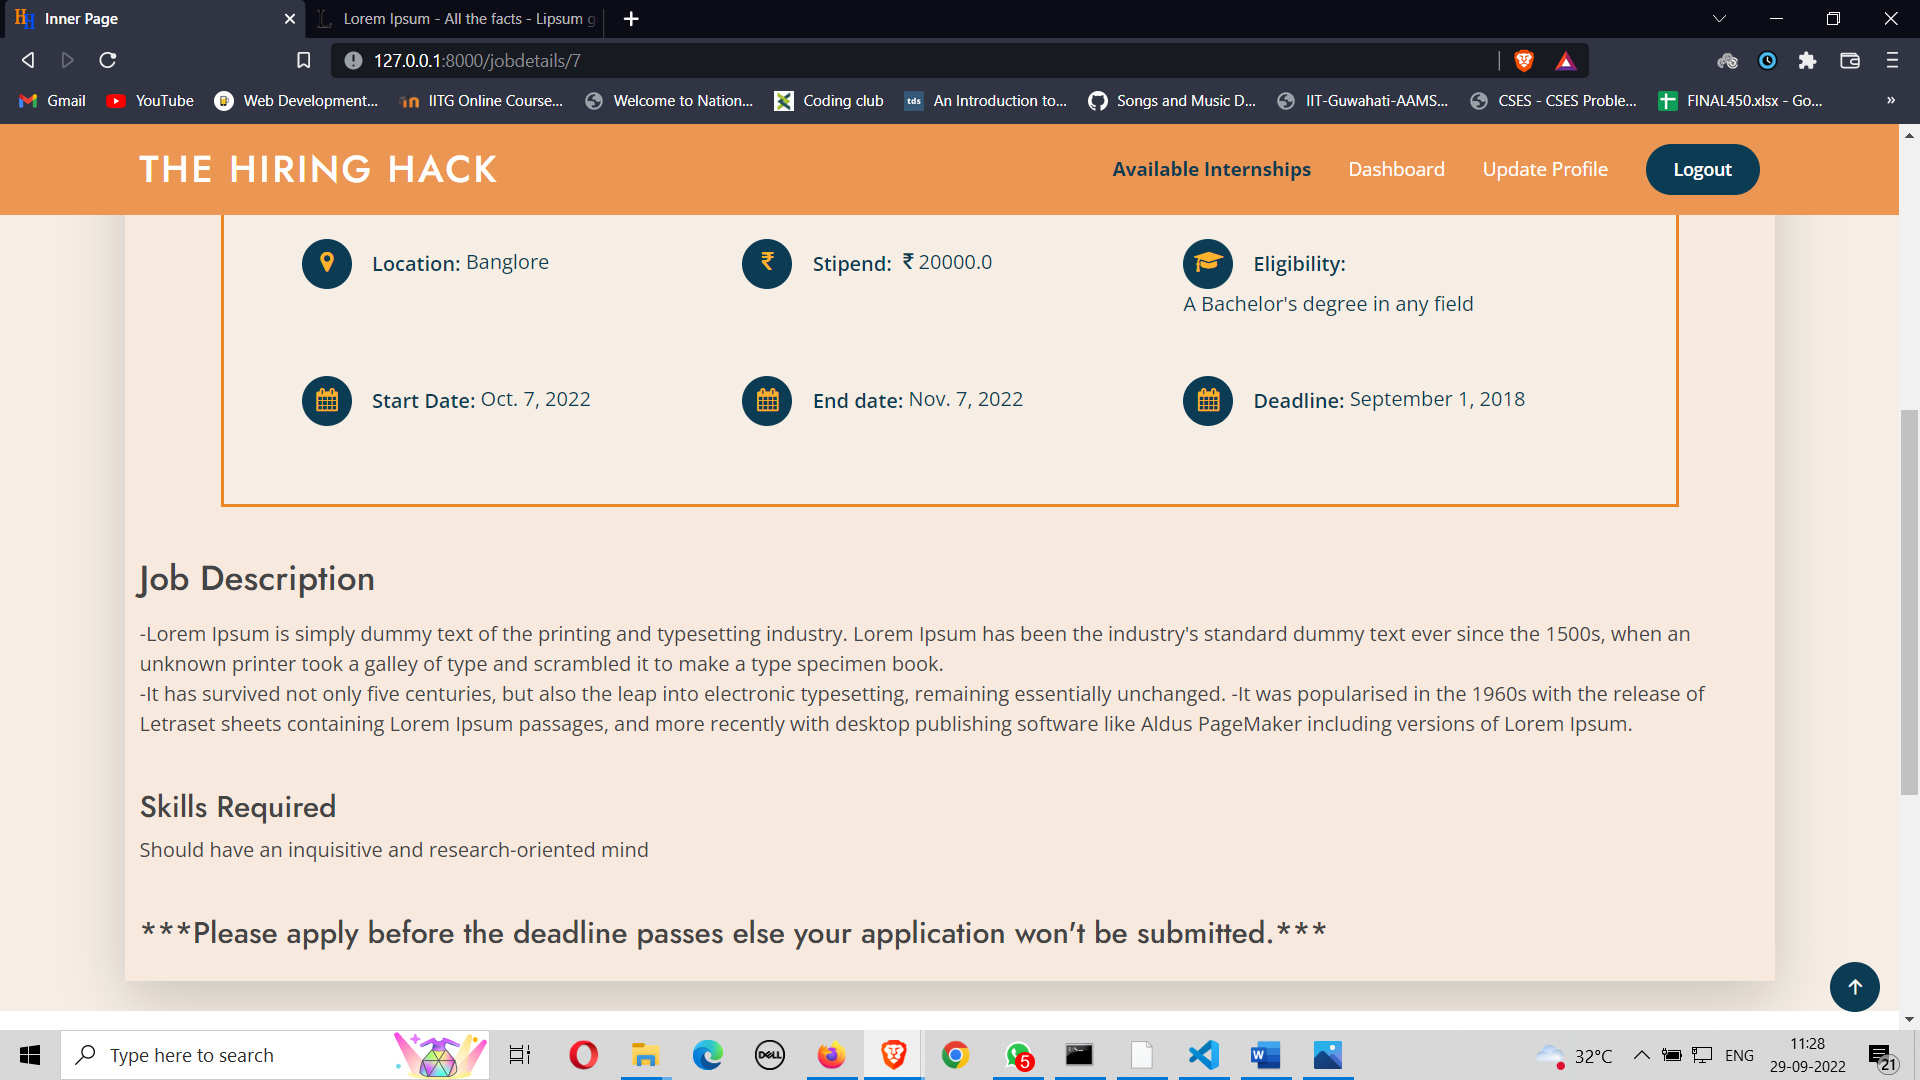 Inner Page
Lorem Ipsum - All the facts - Lipsum g
127.0.0.1:8000/jobdetails/7
Gmail YouTube Web Development... IITG Online Course... Welcome to Nation... Coding club tds An Introduction to... Songs and Music D... IIT-Guwahati-AAMS... CSES - CSES Proble... FINAL450.xlsx - Go... »
THE HIRING HACK
Available Internships Dashboard Update Profile Logout
Location: Banglore Stipend: ₹ 20000.0 Eligibility:
A Bachelor's degree in any field
Start Date: Oct. 7, 2022 End date: Nov. 7, 2022 Deadline: September 1, 2018
Job Description
-Lorem Ipsum is simply dummy text of the printing and typesetting industry. Lorem Ipsum has been the industry's standard dummy text ever since the 1500s, when an
unknown printer took a galley of type and scrambled it to make a type specimen book.
-It has survived not only five centuries, but also the leap into electronic typesetting, remaining essentially unchanged. -It was popularised in the 1960s with the release of
Letraset sheets containing Lorem Ipsum passages, and more recently with desktop publishing software like Aldus PageMaker including versions of Lorem Ipsum.
Skills Required
Should have an inquisitive and research-oriented mind
***Please apply before the deadline passes else your application won't be submitted.***
Type here to search
DELL
5
W
32°C
ENG
11:28
29-09-2022
21